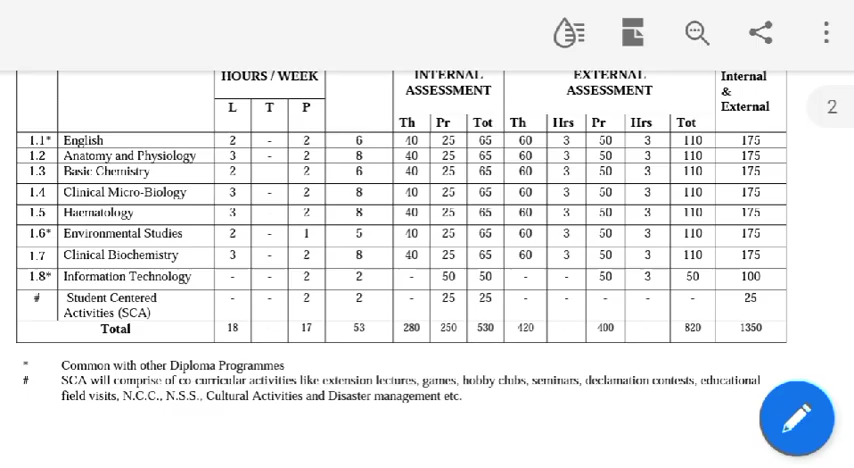 HOURS / WEEK INTERNAL ASSESSMENT EXTERNAL ASSESSMENT Internal & External
2
L T P Th Pr Tot Th Hrs Pr Hrs Tot
1.1* English 2 - 2 6 40 25 65 60 3 50 3 110 175
1.2 Anatomy and Physiology 3 - 2 8 40 25 65 60 3 50 3 110 175
1.3 Basic Chemistry 2 2 6 40 25 65 60 3 50 3 110 175
1.4 Clinical Micro-Biology 3 - 2 8 40 25 65 60 3 50 3 110 175
1.5 Haematology 3 2 8 40 25 65 60 3 50 3 110 175
1.6* Environmental Studies 2 - 1 5 40 25 65 60 3 50 3 110 175
1.7 Clinical Biochemistry 3 - 2 8 40 25 65 60 3 50 3 110 175
1.8* Information Technology - - 2 2 - 50 50 - - 50 3 50 100
# Student Centered Activities (SCA) - - 2 2 - 25 25 - - - - - 25
Total 18 17 53 280 250 530 420 400 820 1350
* Common with other Diploma Programmes
# SCA will comprise of co-curricular activities like extension lectures, games, hobby clubs, seminars, declamation contests, educational
field visits, N.C.C., N.S.S., Cultural Activities and Disaster management etc.